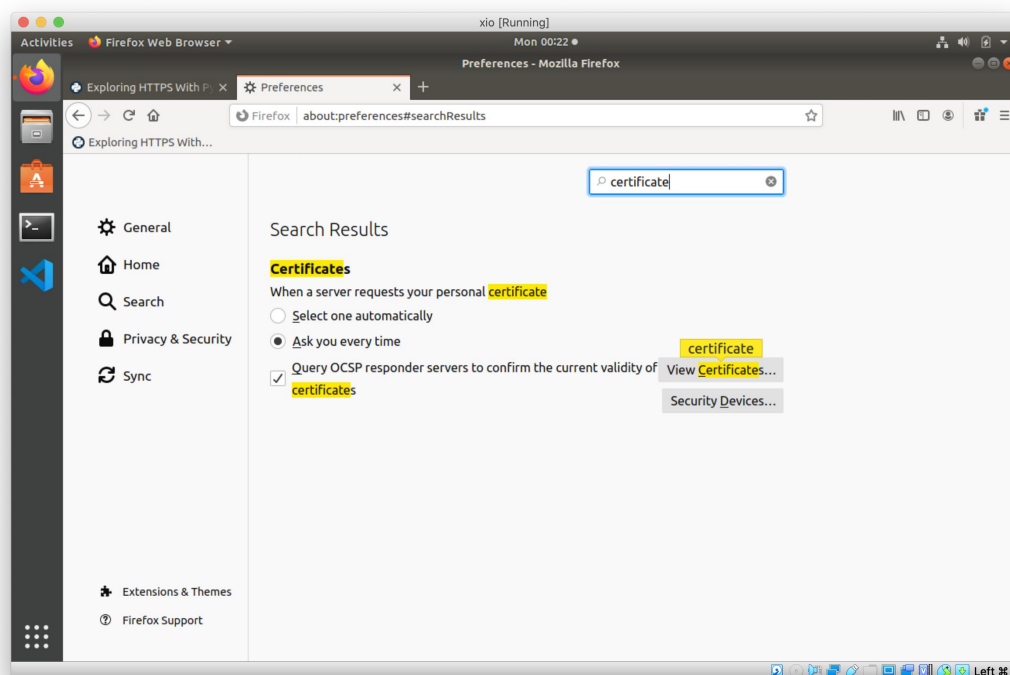 xio [Running]
Activities Firefox Web Browser Mon 00:22
Preferences - Mozilla Firefox
Exploring HTTPS With Py Preferences
Firefox about:preferences#searchResults
Exploring HTTPS With...
certificate
General
Home
Search
Privacy & Security
Sync
Search Results
Certificates
When a server requests your personal certificate
Select one automatically
Ask you every time
Query OCSP responder servers to confirm the current validity of
certificates
certificate
View Certificates...
Security Devices...
Extensions & Themes
Firefox Support
Left ⌘